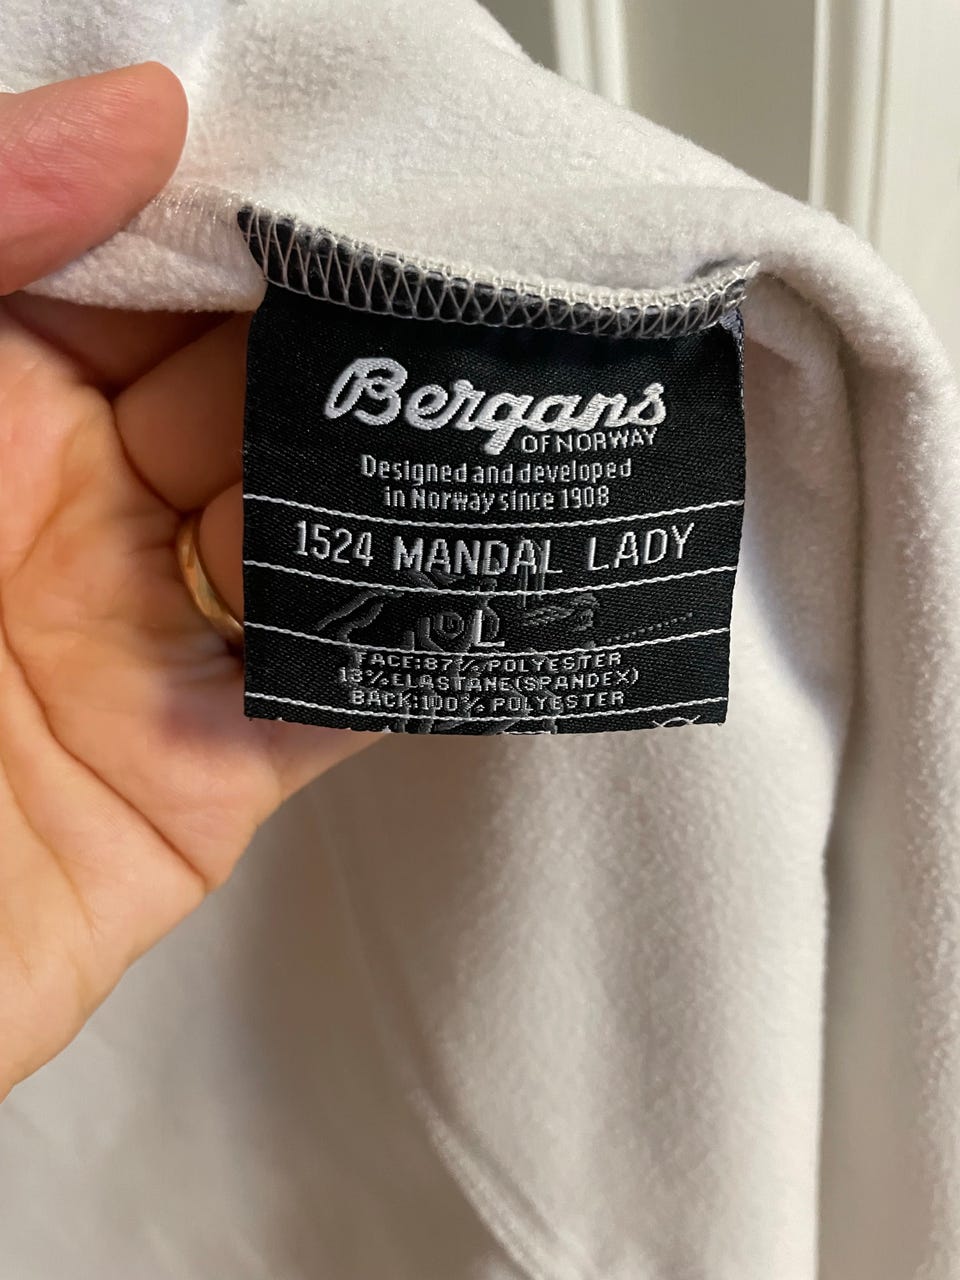 Bergans
OF NORWAY
Designed and developed
in Norway since 1908
1524 MANDAL LADY
L
FACE:87% POLYESTER
13% ELASTANE(SPANDEX)
BACK:100% POLYESTER